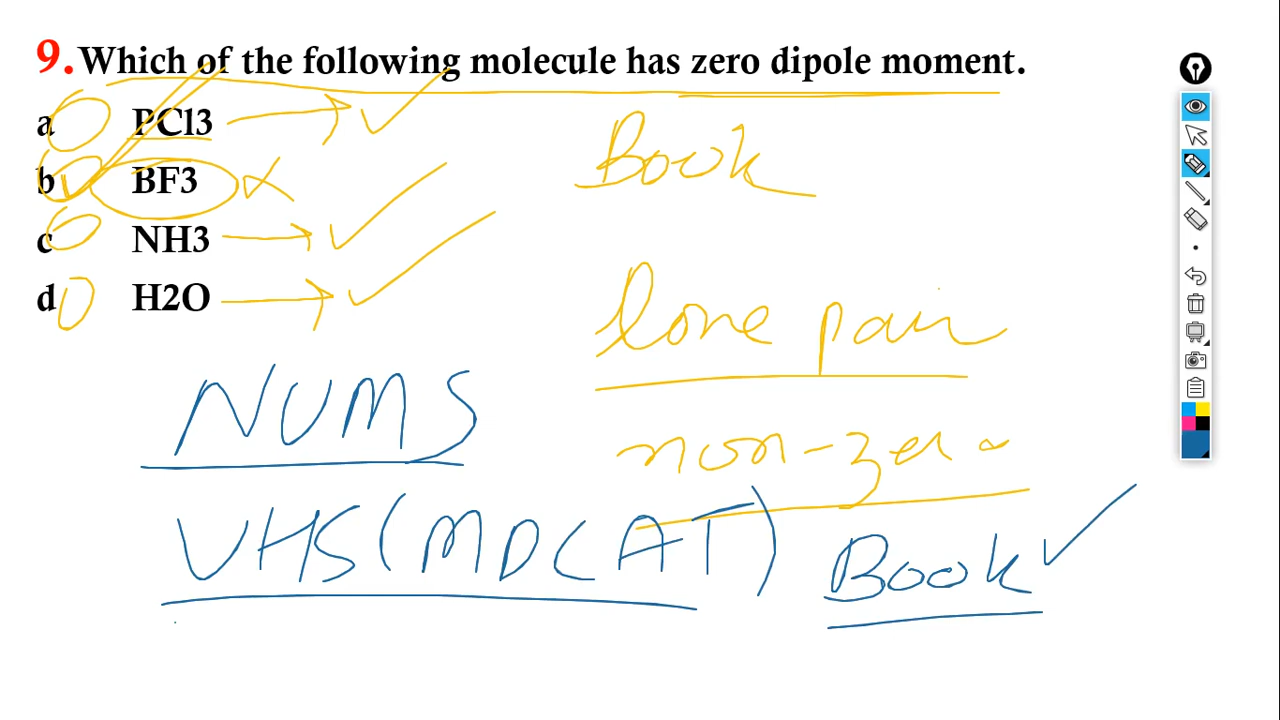 9. Which of the following molecule has zero dipole moment.
a PCl3
b BF3
c NH3
d H2O
Book
lone pair
non-zero
NUMS
VHS (MDCAT) Book